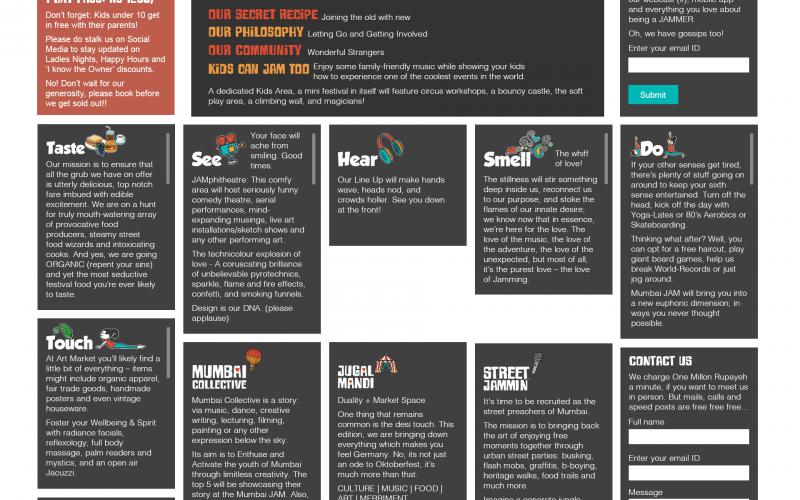 Don't forget: Kids under 10 get
in free with their parents!
Please do stalk us on Social
Media to stay updated on
Ladies Nights, Happy Hours and
'I know the Owner' discounts.
No! Don't wait for our
generosity, please book before
we get sold out!!
OUR SECRET RECIPE Joining the old with new
OUR PHILOSOPHY Letting Go and Getting Involved
OUR COMMUNITY Wonderful Strangers
KIDS CAN JAM TOO Enjoy some family-friendly music while showing your kids
how to experience one of the coolest events in the world.
A dedicated Kids Area, a mini festival in itself will feature circus workshops, a bouncy castle, the soft
play area, a climbing wall, and magicians!
and everything you love about
being a JAMMER.
Oh, we have gossips too!
Enter your email ID
Submit
Taste
Our mission is to ensure that
all the grub we have on offer
is utterly delicious, top notch
fare imbued with edible
excitement. We are on a hunt
for truly mouth-watering array
of provocative food
producers, steamy street
food wizards and intoxicating
cooks. And yes, we are going
ORGANIC (repent your sins)
and yet the most seductive
festival food you're ever likely
to taste.
See
Your face will
ache from
smiling. Good
times.
JAMphitheatre: This comfy
area will host seriously funny
comedy theatre, aerial
performances, mind-
expanding musings, live art
installations/sketch shows and
any other performing art.
The technicolour explosion of
love - A coruscating brilliance
of unbelievable pyrotechnics,
sparkle, flame and fire effects,
confetti, and smoking funnels.
Design is our DNA. (please
applause)
Hear
Our Line Up will make hands
wave, heads nod, and
crowds holler. See you down
at the front!
Smell
The whiff
of love!
The stillness will stir something
deep inside us, reconnect us
to our purpose, and stoke the
flames of our innate desire;
we know now that in essence,
we're here for the love. The
love of the music, the love of
the adventure, the love of the
unexpected, but most of all,
it's the purest love – the love
of Jamming.
Do
If your other senses get tired,
there's plenty of stuff going on
around to keep your sixth
sense entertained. Turn off the
head, kick off the day with
Yoga-Lates or 80's Aerobics or
Skateboarding.
Thinking what after? Well, you
can opt for a free haircut, play
giant board games, help us
break World-Records or just
jog around.
Mumbai JAM will bring you into
a new euphoric dimension; in
ways you never thought
possible.
Touch
At Art Market you'll likely find a
little bit of everything – items
might include organic apparel,
fair trade goods, handmade
posters and even vintage
houseware.
Foster your Wellbeing & Spirit
with radiance facials,
reflexology, full body
massage, palm readers and
mystics, and an open air
Jacuzzi.
MUMBAI
COLLECTIVE
Mumbai Collective is a story:
via music, dance, creative
writing, lecturing, filming,
painting or any other
expression below the sky.
Its aim is to Enthuse and
Activate the youth of Mumbai
through limitless creativity. The
top 5 will be showcasing their
story at the Mumbai JAM. Also,
JUGAL
MANDI
Duality + Market Space.
One thing that remains
common is the desi touch. This
edition, we are bringing down
everything which makes you
feel Germany. No, its not just
an ode to Oktoberfest, it's
much more than that.
CULTURE | MUSIC | FOOD |
ART | MERRIMENT
STREET
JAMMIN
It's time to be recruited as the
street preachers of Mumbai.
The mission is to bringing back
the art of enjoying free
moments together through
urban street parties: busking,
flash mobs, graffitis, b-boying,
heritage walks, food trails and
much more.
Imagine a concrete jungle
CONTACT US
We charge One Millon Rupayeh
a minute, if you want to meet us
in person. But mails, calls and
speed posts are free free free...
Full name
Enter your email ID
Message